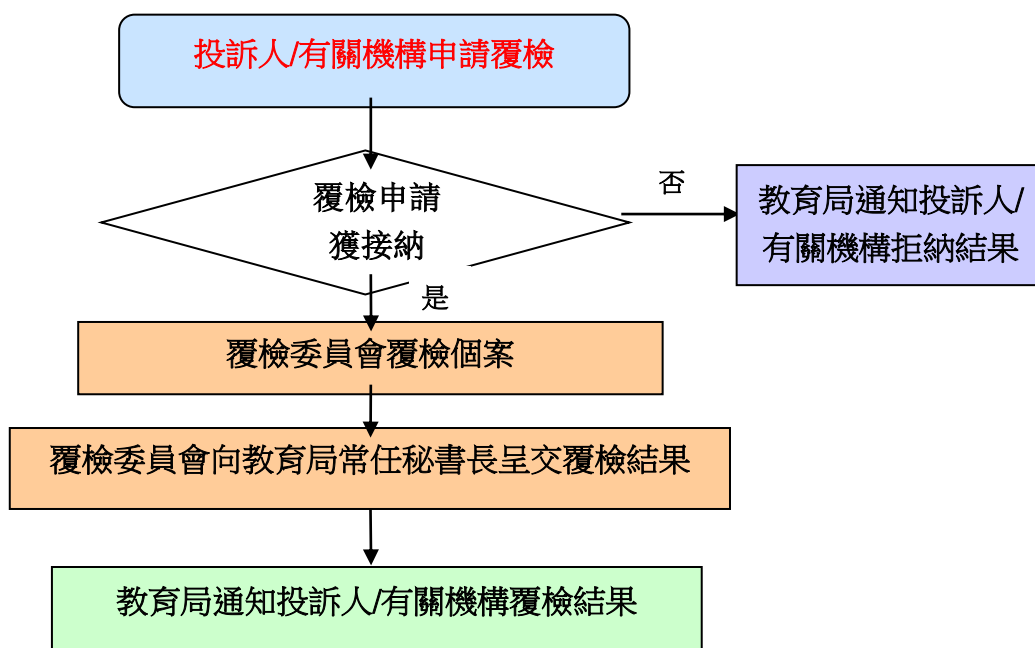 投訴人/有關機構申請覆檢
覆檢申請
獲接納
否
教育局通知投訴人/
有關機構拒納結果
是
覆檢委員會覆檢個案
覆檢委員會向教育局常任秘書長呈交覆檢結果
教育局通知投訴人/有關機構覆檢結果